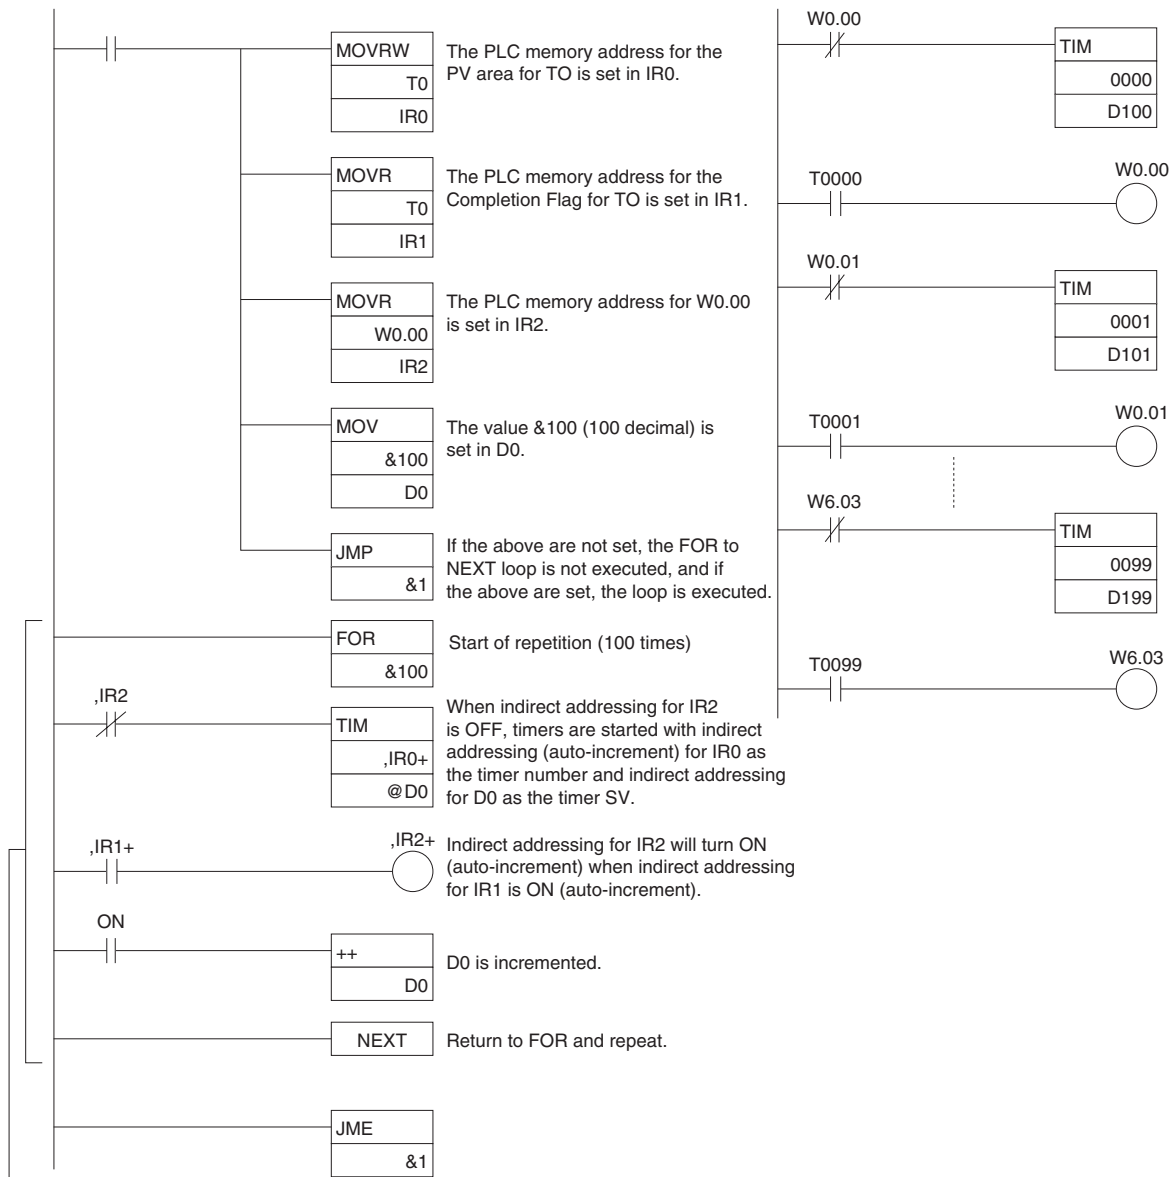 MOVRW
T0
IR0
The PLC memory address for the
PV area for TO is set in IR0.
MOVR
T0
IR1
The PLC memory address for the
Completion Flag for TO is set in IR1.
MOVR
W0.00
IR2
The PLC memory address for W0.00
is set in IR2.
MOV
&100
D0
The value &100 (100 decimal) is
set in D0.
JMP
&1
If the above are not set, the FOR to
NEXT loop is not executed, and if
the above are set, the loop is executed.
FOR
&100
Start of repetition (100 times)
,IR2
TIM
,IR0+
@D0
When indirect addressing for IR2
is OFF, timers are started with indirect
addressing (auto-increment) for IR0 as
the timer number and indirect addressing
for D0 as the timer SV.
,IR1+
,IR2+
Indirect addressing for IR2 will turn ON
(auto-increment) when indirect addressing
for IR1 is ON (auto-increment).
ON
++
D0
D0 is incremented.
NEXT
Return to FOR and repeat.
JME
&1
W0.00
TIM
0000
D100
T0000
W0.00
W0.01
TIM
0001
D101
T0001
W0.01
W6.03
TIM
0099
D199
T0099
W6.03